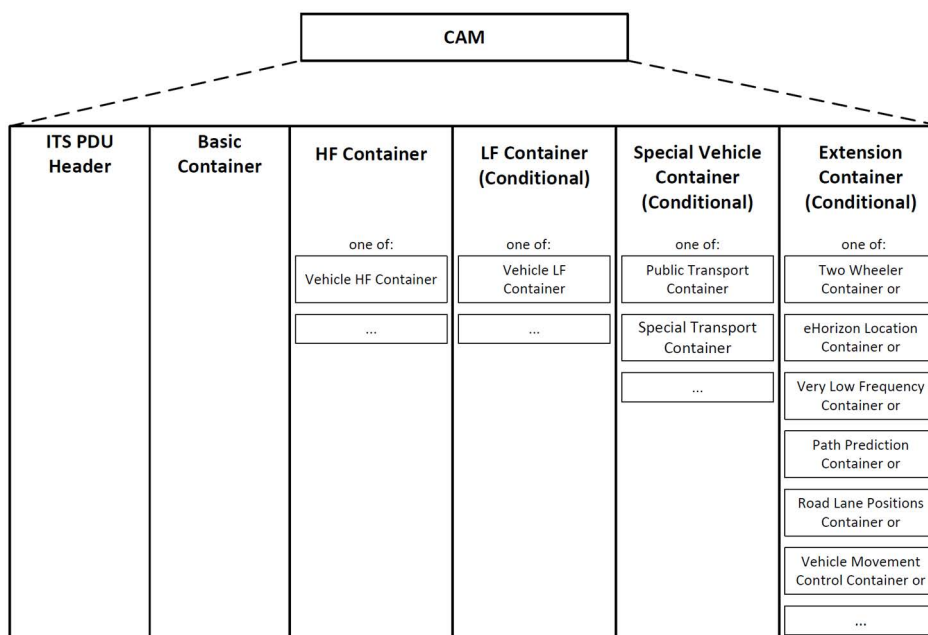 CAM
ITS PDU
Header
Basic
Container
HF Container
one of:
Vehicle HF Container
...
LF Container
(Conditional)
one of:
Vehicle LF
Container
...
Special Vehicle
Container
(Conditional)
one of:
Public Transport
Container
Special Transport
Container
...
Extension
Container
(Conditional)
one of:
Two Wheeler
Container or
eHorizon Location
Container or
Very Low Frequency
Container or
Path Prediction
Container or
Road Lane Positions
Container or
Vehicle Movement
Control Container or
...